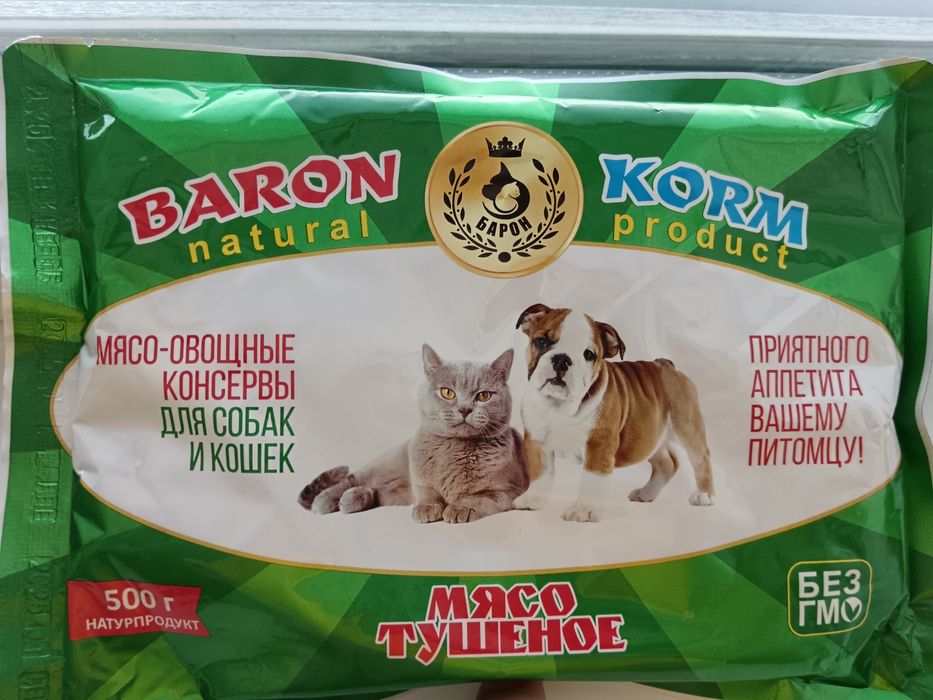 BARON
natural
БАРОН
KORM
product
МЯСО-ОВОЩНЫЕ
КОНСЕРВЫ
ДЛЯ СОБАК
И КОШЕК
ПРИЯТНОГО
АППЕТИТА
ВАШЕМУ
ПИТОМЦУ!
500 г
НАТУРПРОДУКТ
МЯСО
ТУШЕНОЕ
БЕЗ
ГМО